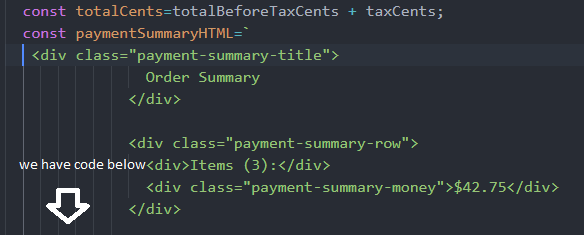 const totalCents=totalBeforeTaxCents + taxCents;
const paymentSummaryHTML=`
<div class="payment-summary-title">
Order Summary
</div>
<div class="payment-summary-row">
we have code below <div>Items (3):</div>
<div class="payment-summary-money">$42.75</div>
</div>